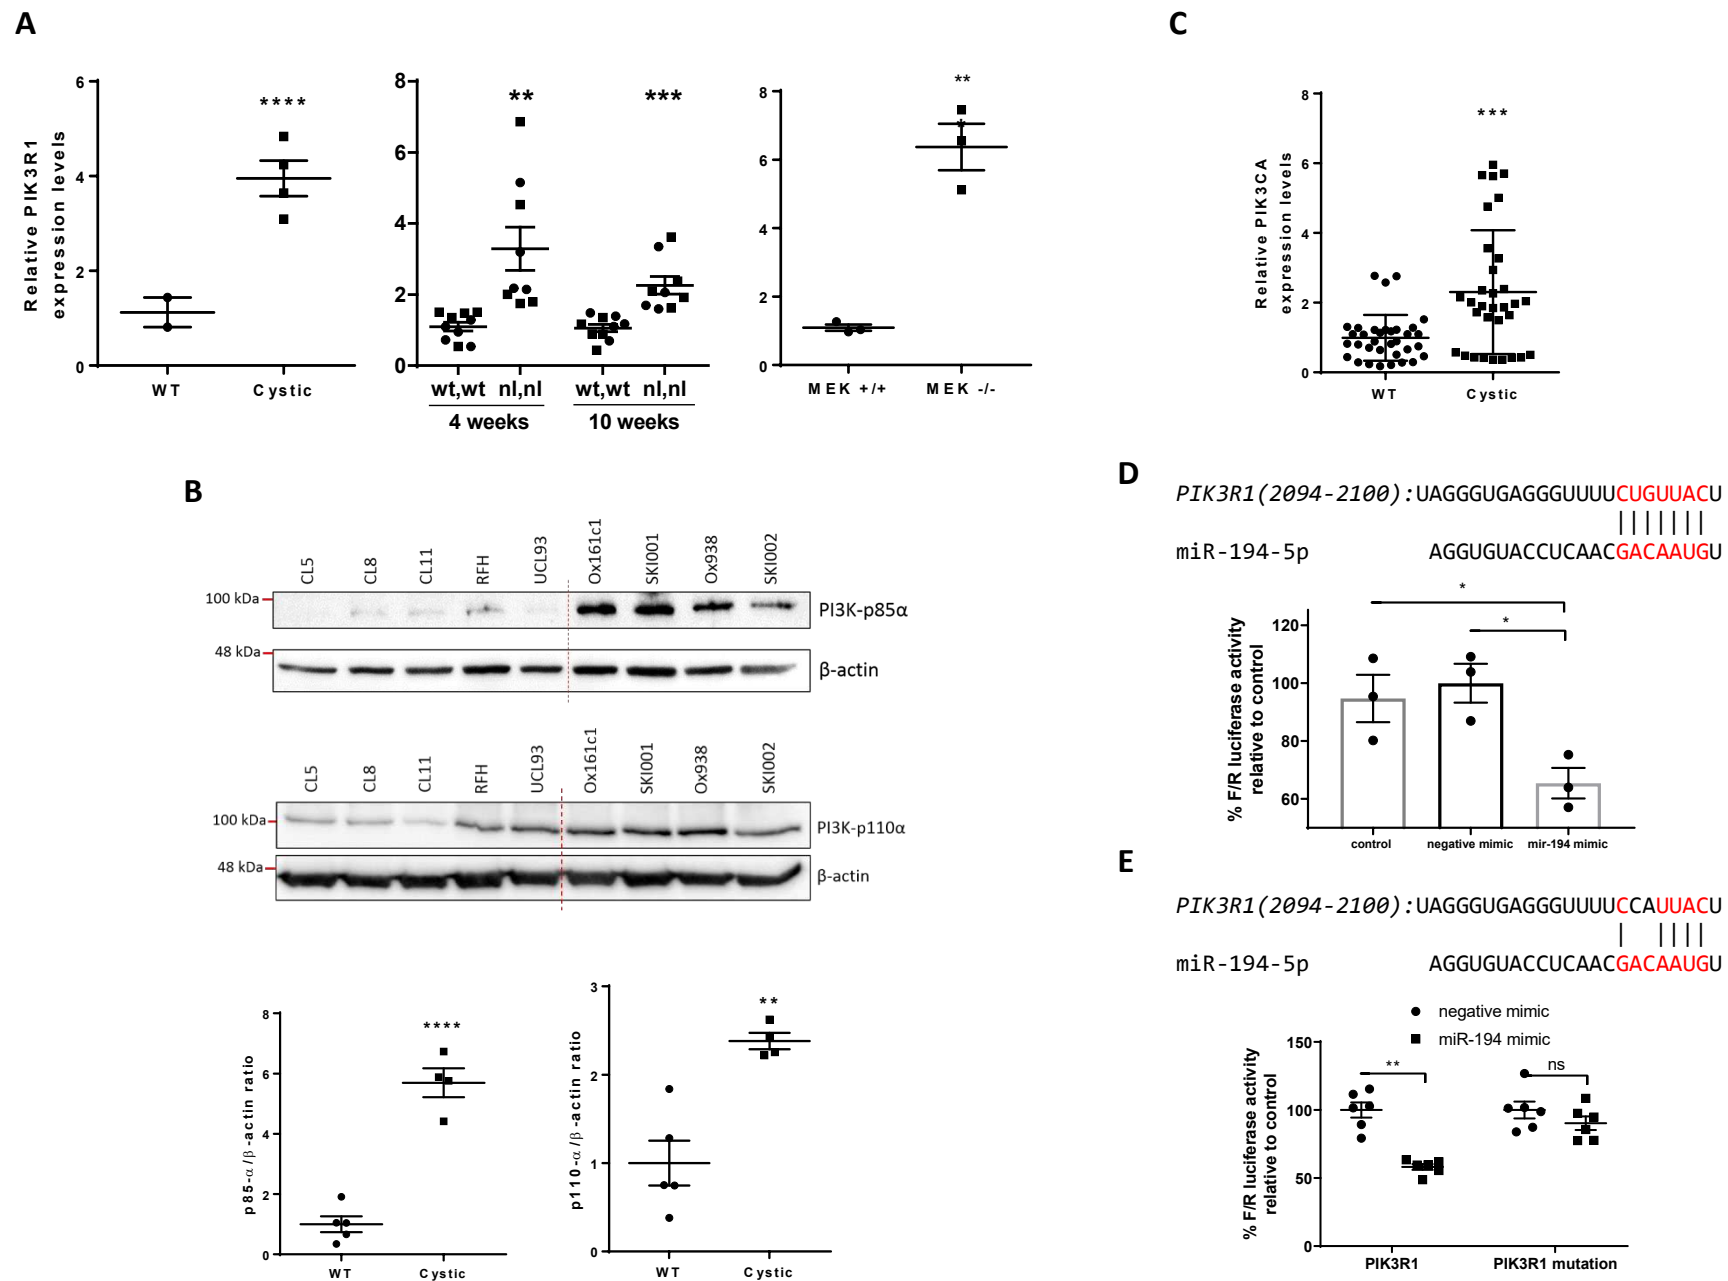 A
Relative PIK3R1
expression levels
6
4
2
0
****
WT
Cystic
8
6
4
2
0
**
***
wt,wt
nl,nl
wt,wt
nl,nl
4 weeks
10 weeks
8
6
4
2
0
**
*
MEK +/+
MEK -/-
C
Relative PIK3CA
expression levels
8
6
4
2
0
***
WT
Cystic
B
CL5
CL8
CL11
RFH
UCL93
Ox161c1
SKI001
Ox938
SKI002
100 kDa
PI3K-p85α
48 kDa
β-actin
CL5
CL8
CL11
RFH
UCL93
Ox161c1
SKI001
Ox938
SKI002
100 kDa
PI3K-p110α
48 kDa
β-actin
p85-α/β-actin ratio
8
6
4
2
0
****
WT
Cystic
p110-α/β-actin ratio
3
2
1
0
**
WT
Cystic
D
PIK3R1(2094-2100):UAGGGUGAGGGUUUUCUGUUACU
miR-194-5p AGGUGUACCUCAACGACAAUGU
% F/R luciferase activity
relative to control
120
100
80
60
*
*
control
negative mimic
mir-194 mimic
E
PIK3R1(2094-2100):UAGGGUGAGGGUUUUCCAUUACU
miR-194-5p AGGUGUACCUCAACGACAAUGU
negative mimic
miR-194 mimic
% F/R luciferase activity
relative to control
150
100
50
0
**
ns
PIK3R1
PIK3R1 mutation